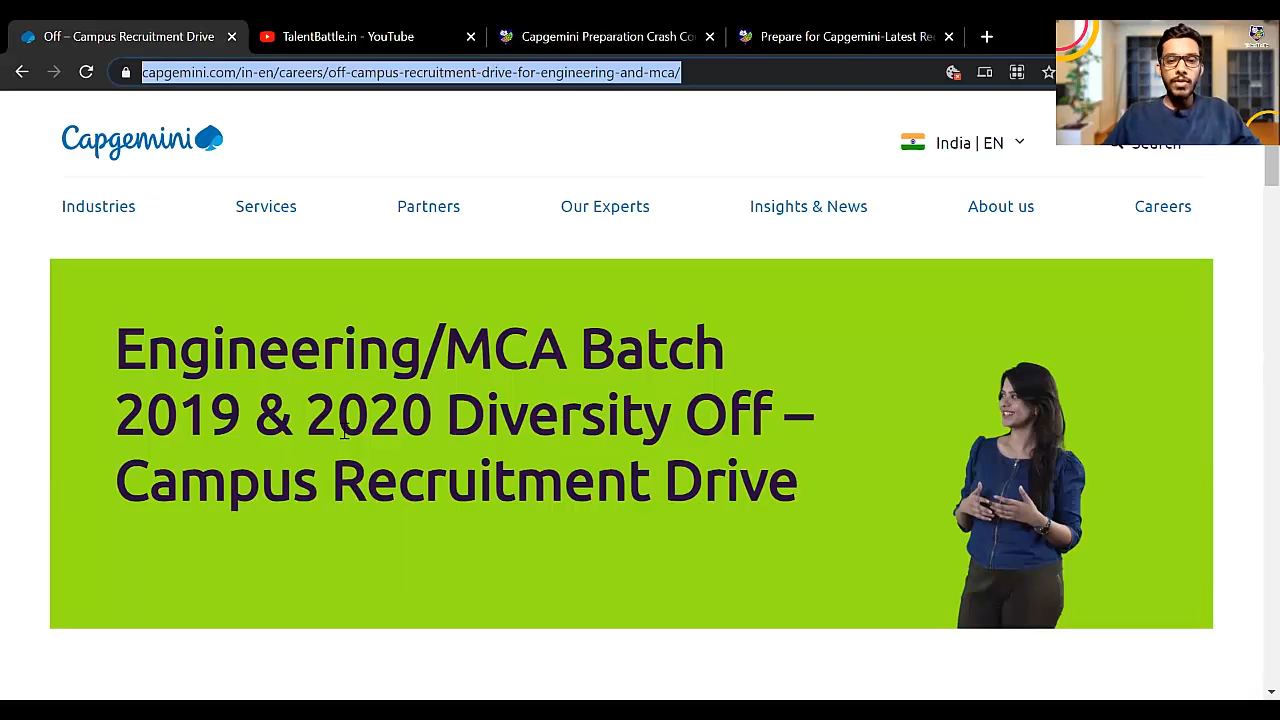 Off – Campus Recruitment Drive
TalentBattle.in - YouTube
Capgemini Preparation Crash Co
Prepare for Capgemini-Latest Re
capgemini.com/in-en/careers/off-campus-recruitment-drive-for-engineering-and-mca/
Capgemini
India | EN
Search
Industries
Services
Partners
Our Experts
Insights & News
About us
Careers
Engineering/MCA Batch
2019 & 2020 Diversity Off –
Campus Recruitment Drive